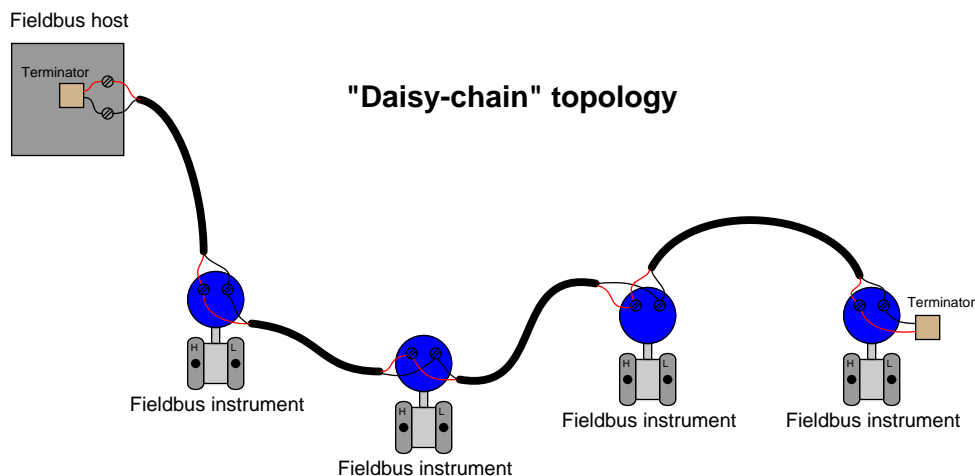 Fieldbus host
Terminator
"Daisy-chain" topology
Terminator
H L
Fieldbus instrument
H L
Fieldbus instrument
H L
Fieldbus instrument
H L
Fieldbus instrument